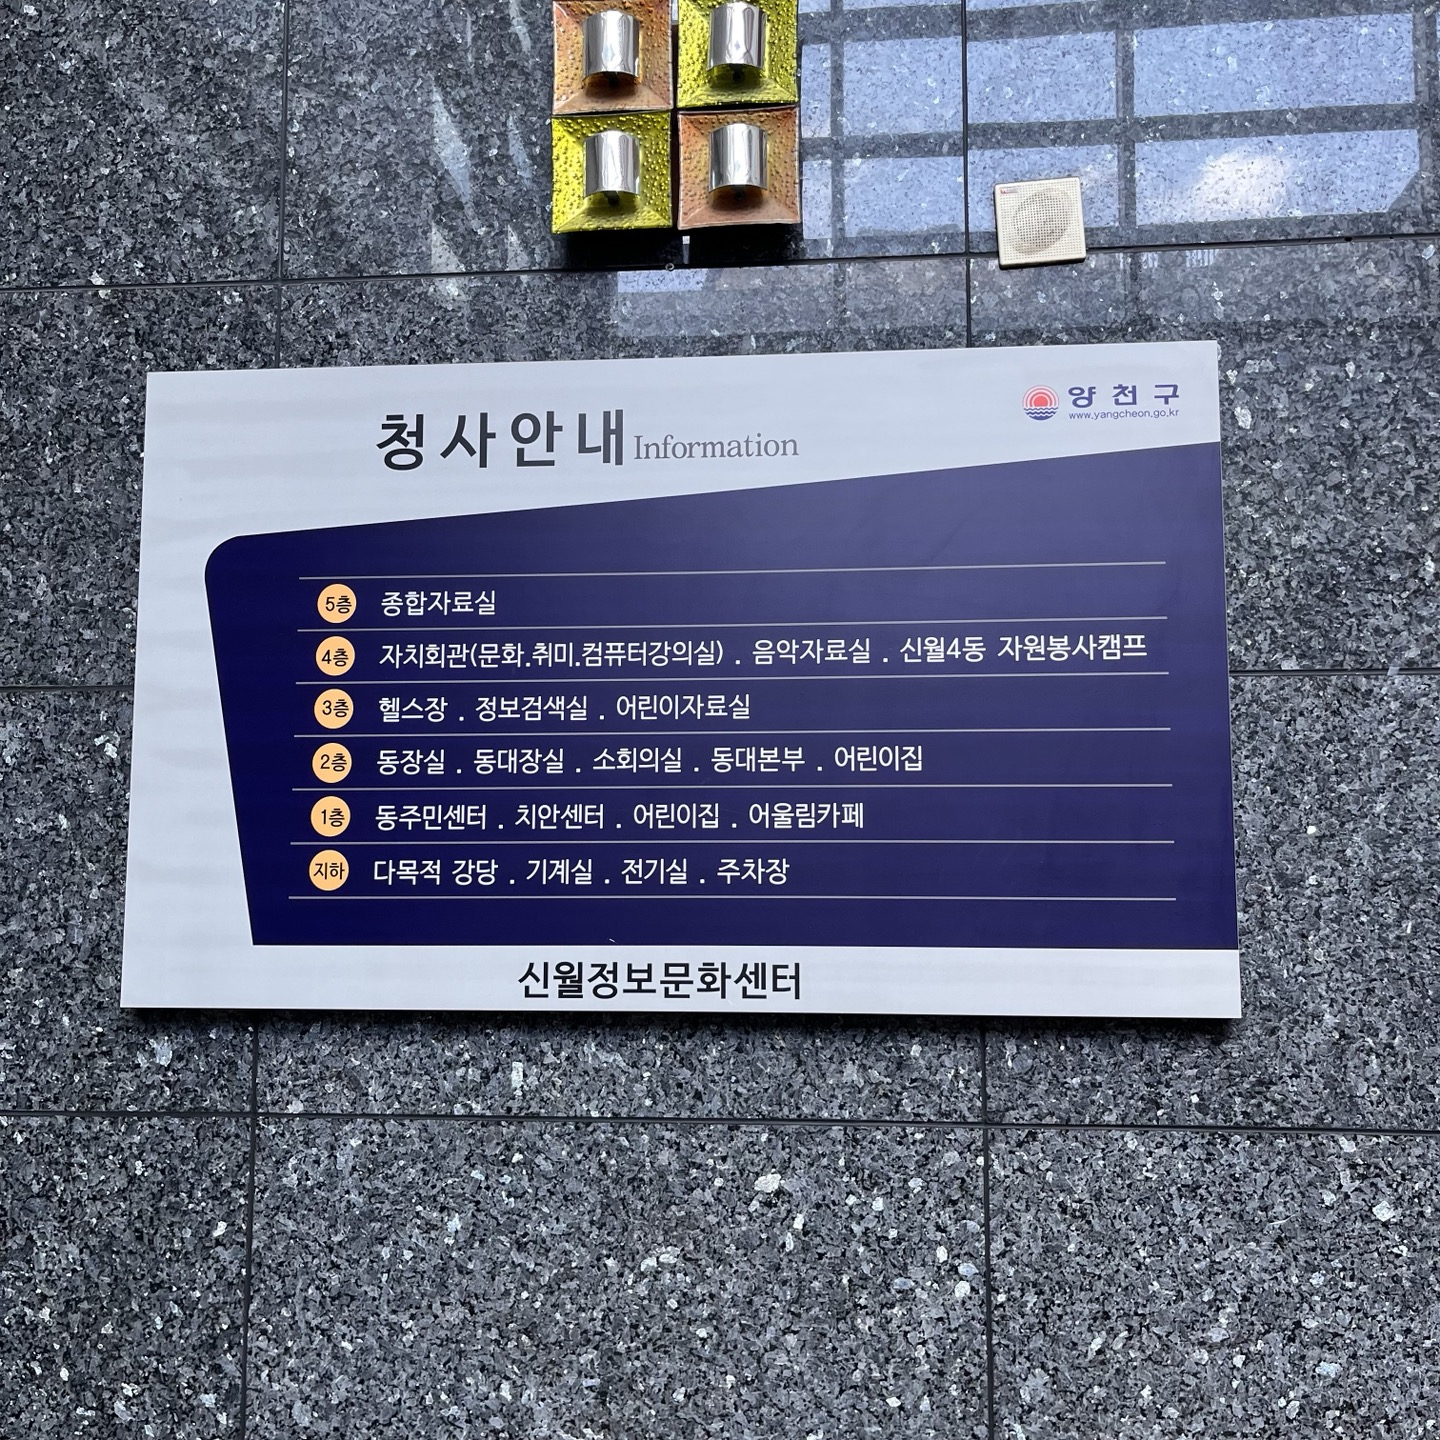 양천구
www.yangcheon.go.kr
청사안내 Information
5층 종합자료실
4층 자치회관(문화.취미.컴퓨터강의실) . 음악자료실 . 신월4동 자원봉사캠프
3층 헬스장 . 정보검색실 . 어린이자료실
2층 동장실 . 동대장실 . 소회의실 . 동대본부 . 어린이집
1층 동주민센터 . 치안센터 . 어린이집 . 어울림카페
지하 다목적 강당 . 기계실 . 전기실 . 주차장
신월정보문화센터